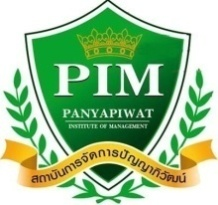 PIM
PANYAPIWAT
INSTITUTE OF MANAGEMENT
สถาบันการจัดการปัญญาภิวัฒน์